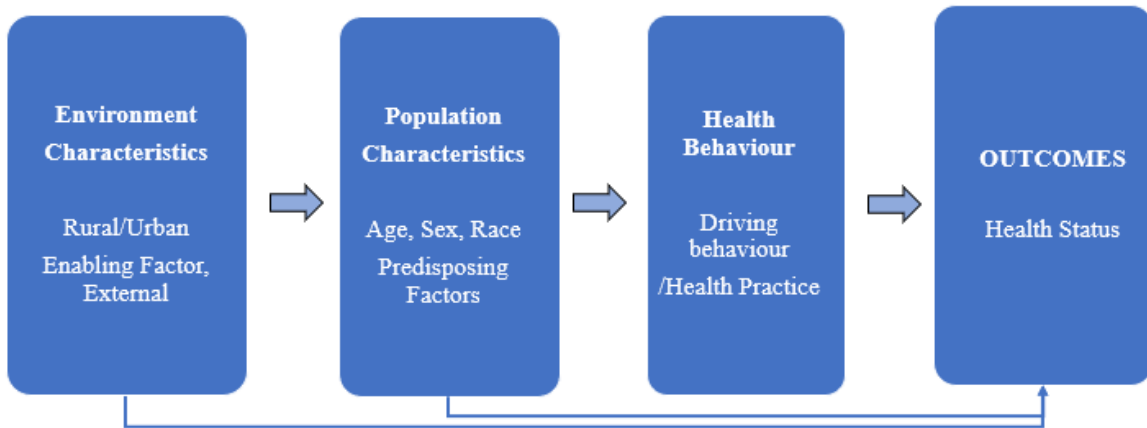 Environment
Characteristics
Rural/Urban
Enabling Factor,
External
Population
Characteristics
Age, Sex, Race
Predisposing
Factors
Health
Behaviour
Driving
behaviour
/Health Practice
OUTCOMES
Health Status